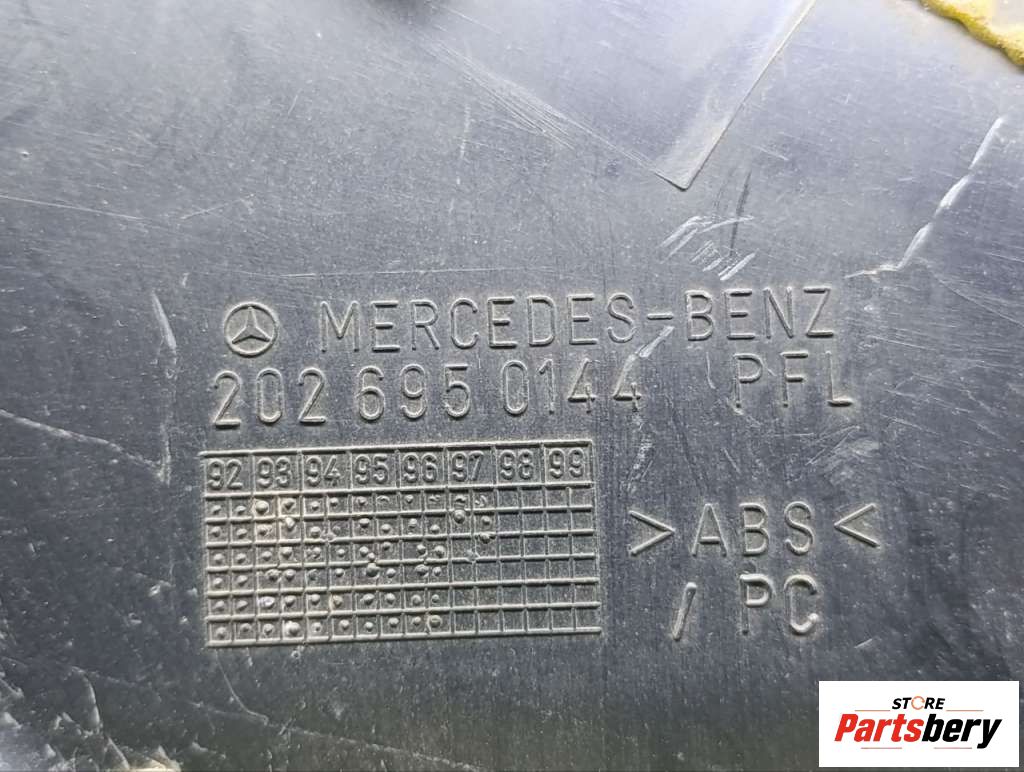 MERCEDES-BENZ
202 695 0144 PFL
92 93 94 95 96 97 98 99
>ABS<
/ PC
STORE
Partsbery